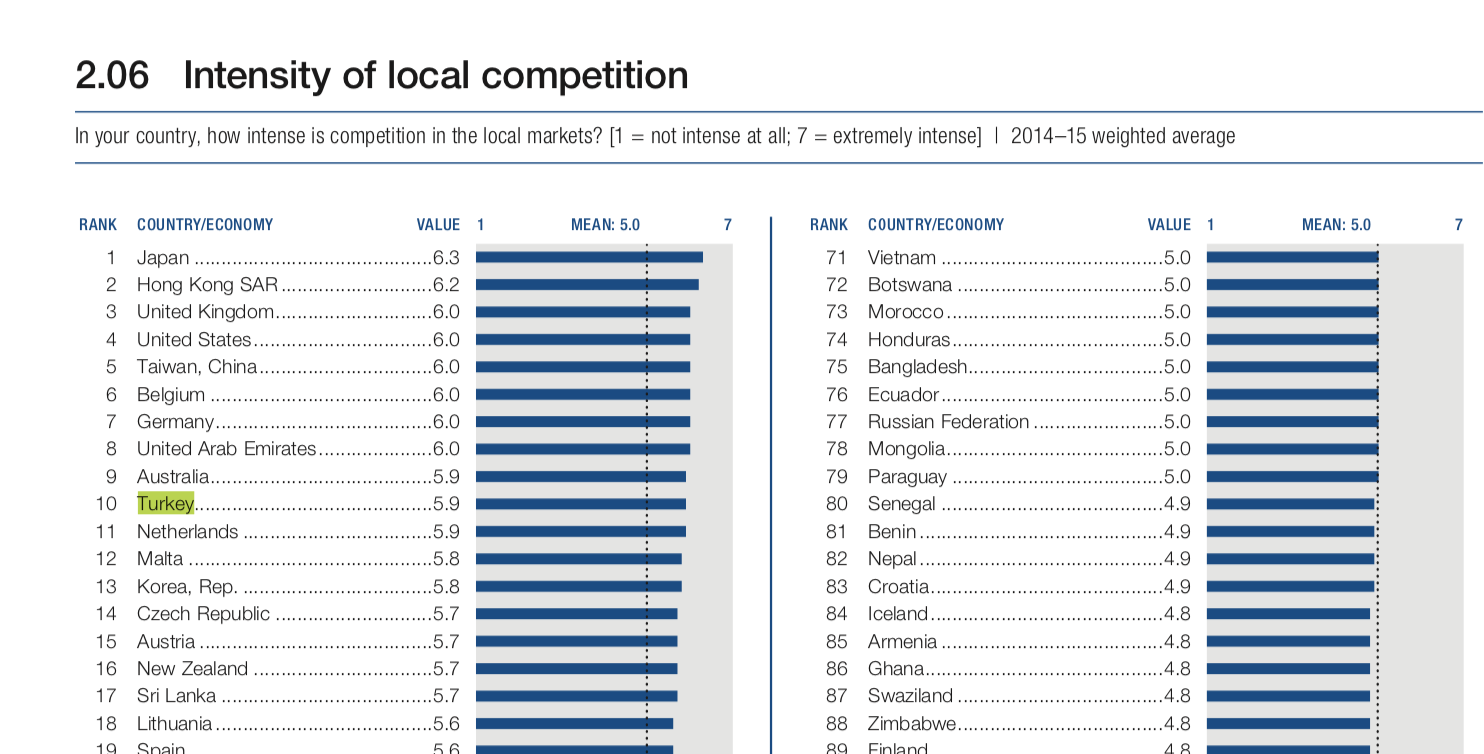 2.06 Intensity of local competition
In your country, how intense is competition in the local markets? [1 = not intense at all; 7 = extremely intense] | 2014–15 weighted average
RANK COUNTRY/ECONOMY VALUE 1 MEAN: 5.0 7
1 Japan 6.3
2 Hong Kong SAR 6.2
3 United Kingdom 6.0
4 United States 6.0
5 Taiwan, China 6.0
6 Belgium 6.0
7 Germany 6.0
8 United Arab Emirates 6.0
9 Australia 5.9
10 Turkey 5.9
11 Netherlands 5.9
12 Malta 5.8
13 Korea, Rep. 5.8
14 Czech Republic 5.7
15 Austria 5.7
16 New Zealand 5.7
17 Sri Lanka 5.7
18 Lithuania 5.6
19 Spain 5.6
RANK COUNTRY/ECONOMY VALUE 1 MEAN: 5.0 7
71 Vietnam 5.0
72 Botswana 5.0
73 Morocco 5.0
74 Honduras 5.0
75 Bangladesh 5.0
76 Ecuador 5.0
77 Russian Federation 5.0
78 Mongolia 5.0
79 Paraguay 5.0
80 Senegal 4.9
81 Benin 4.9
82 Nepal 4.9
83 Croatia 4.9
84 Iceland 4.8
85 Armenia 4.8
86 Ghana 4.8
87 Swaziland 4.8
88 Zimbabwe 4.8
89 Finland 4.8